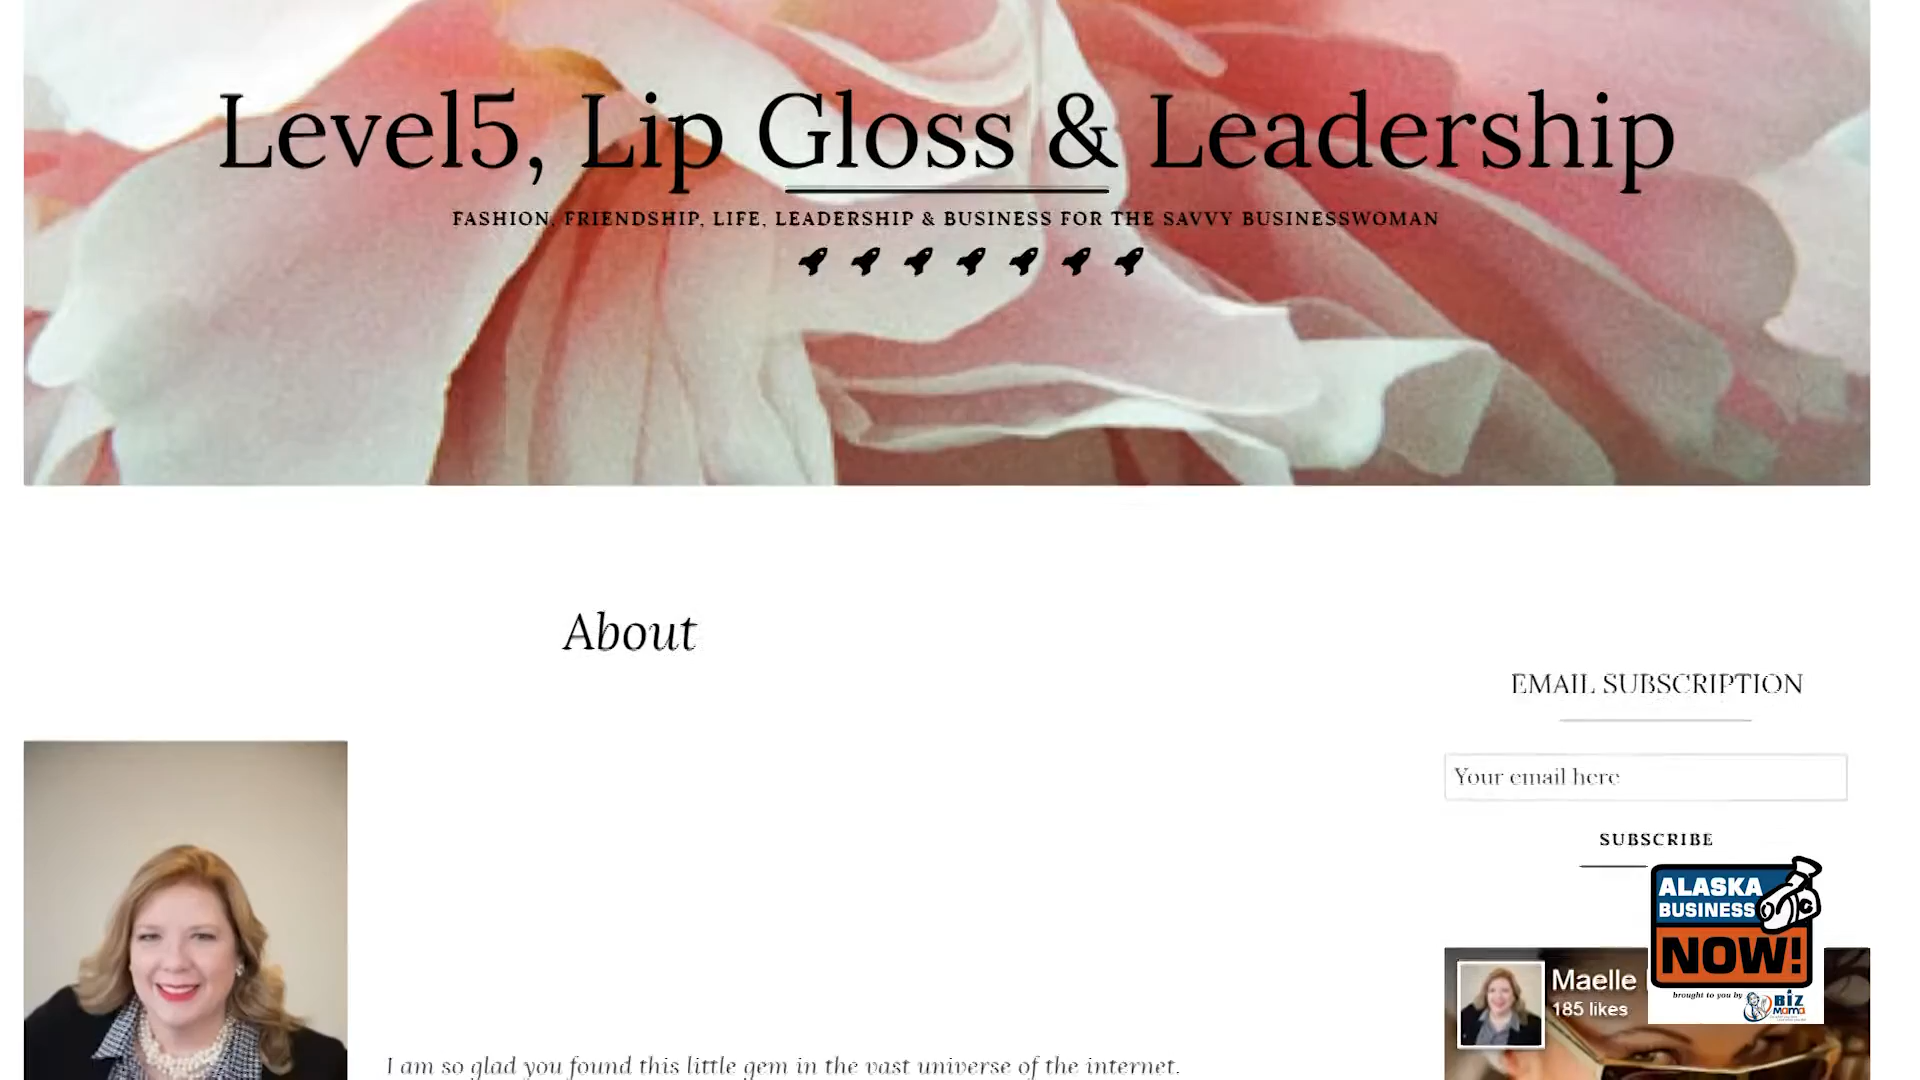 Level5, Lip Gloss & Leadership
FASHION, FRIENDSHIP, LIFE, LEADERSHIP & BUSINESS FOR THE SAVVY BUSINESSWOMAN
About
EMAIL SUBSCRIPTION
Your email here
SUBSCRIBE
ALASKA
BUSINESS
NOW!
brought to you by
BIZ
Mama
Maelle
185 likes
I am so glad you found this little gem in the vast universe of the internet.